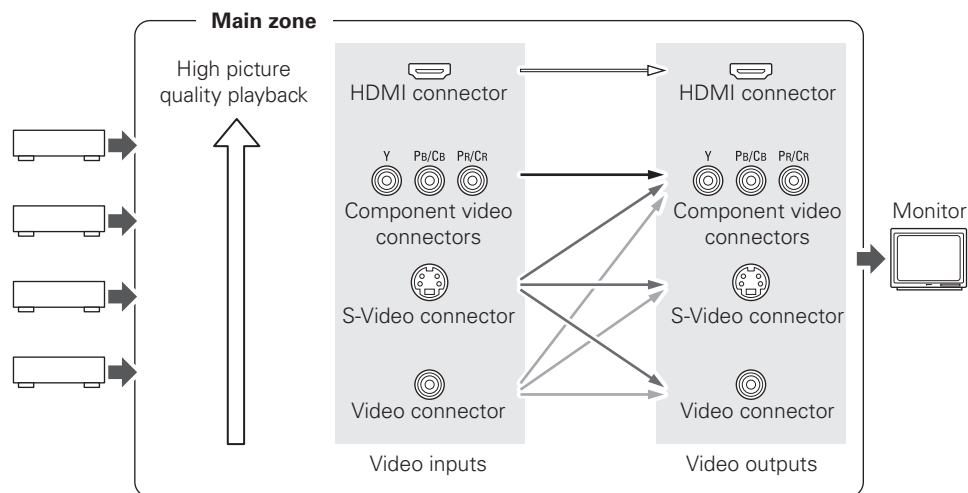 Main zone
High picture
quality playback
HDMI connector
Y PB/CB PR/CR
Component video
connectors
S-Video connector
Video connector
Video inputs
HDMI connector
Y PB/CB PR/CR
Component video
connectors
S-Video connector
Video connector
Video outputs
Monitor